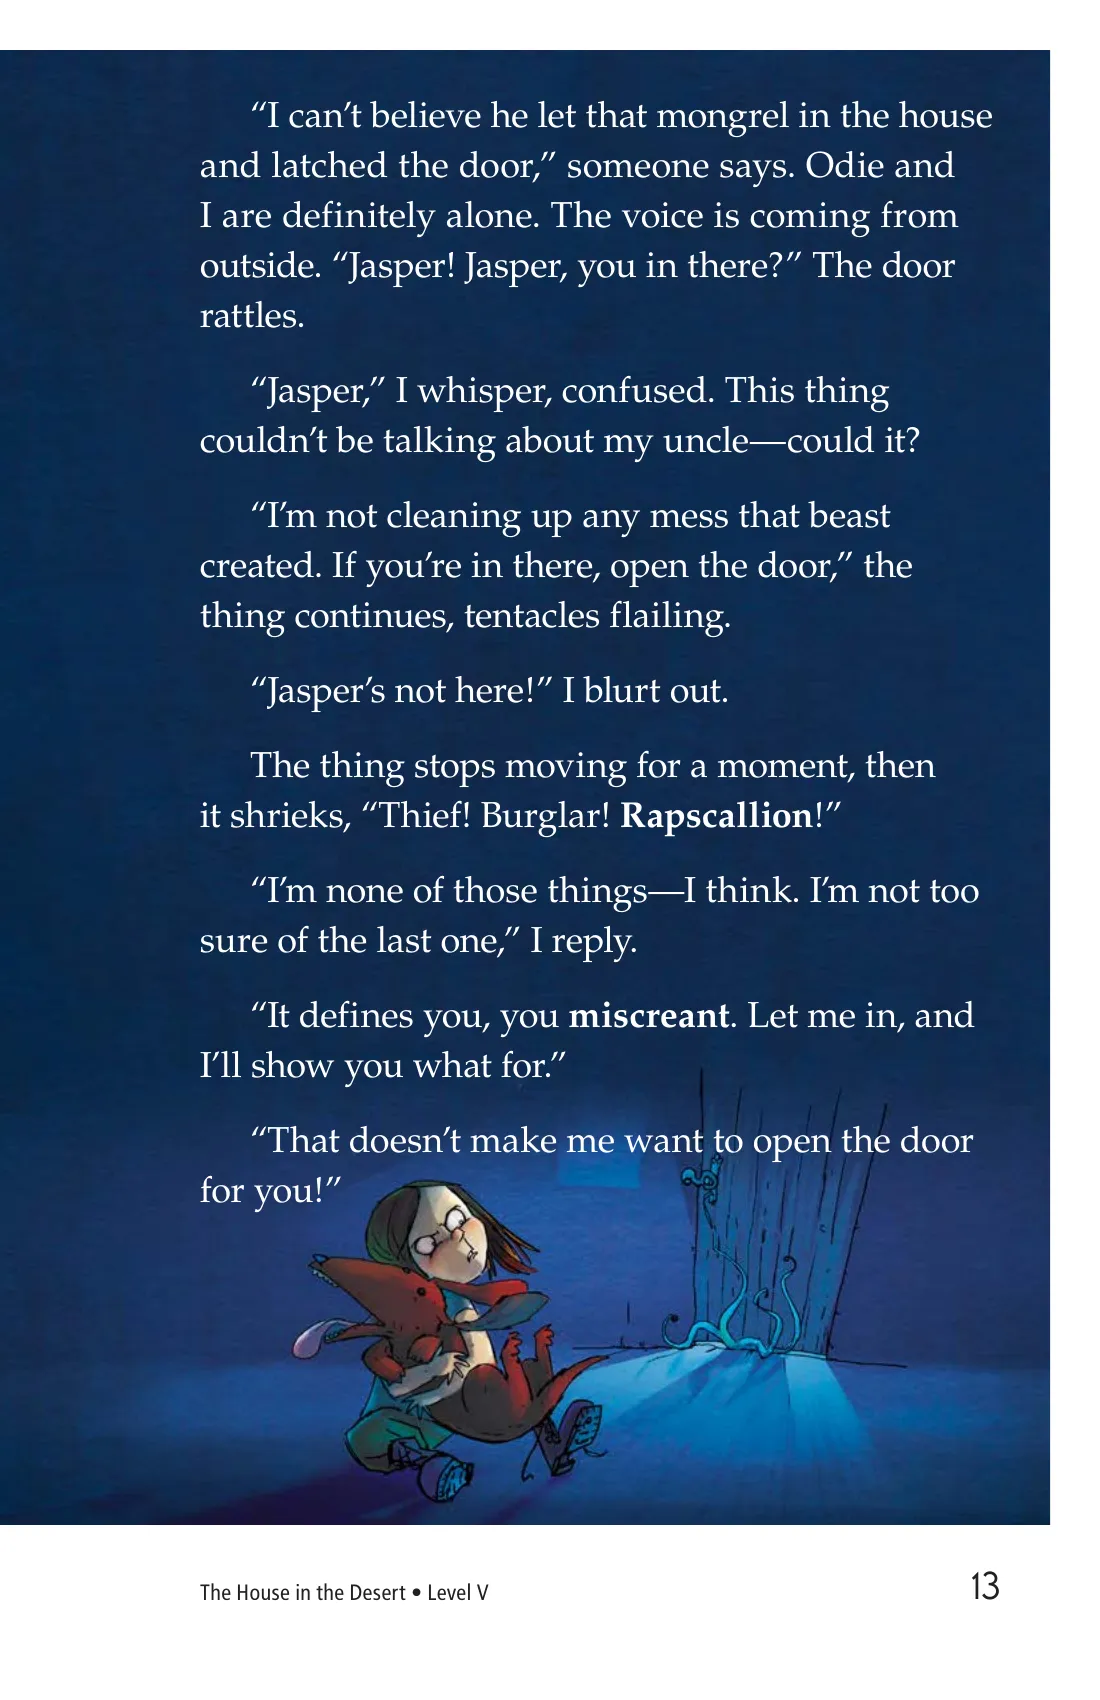 “I can’t believe he let that mongrel in the house
and latched the door,” someone says. Odie and
I are definitely alone. The voice is coming from
outside. “Jasper! Jasper, you in there?” The door
rattles.
“Jasper,” I whisper, confused. This thing
couldn’t be talking about my uncle—could it?
“I’m not cleaning up any mess that beast
created. If you’re in there, open the door,” the
thing continues, tentacles flailing.
“Jasper’s not here!” I blurt out.
The thing stops moving for a moment, then
it shrieks, “Thief! Burglar! Rapscallion!”
“I’m none of those things—I think. I’m not too
sure of the last one,” I reply.
“It defines you, you miscreant. Let me in, and
I’ll show you what for.”
“That doesn’t make me want to open the door
for you!”
The House in the Desert • Level V
13